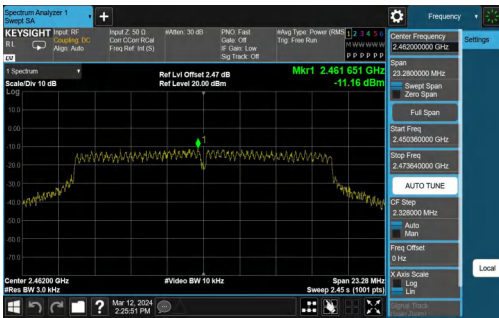 Spectrum Analyzer 1
Swept SA
KEYSIGHT
RL
Input: RF
Coupling: DC
Align: Auto
Input Z: 50 Ω
Corr CCorr RCal
Freq Ref: Int (S)
#Atten: 30 dB
PNO: Fast
Gate: Off
IF Gain: Low
Sig Track: Off
#Avg Type: Power (RMS
Trig: Free Run
1 2 3 4 5 6
M W W W W W
P P P P P P
1 Spectrum
Scale/Div 10 dB
Log
Ref Lvl Offset 2.47 dB
Ref Level 20.00 dBm
Mkr1 2.461 651 GHz
-11.16 dBm
10.0
0.00
-10.0
-20.0
-30.0
-40.0
-50.0
-60.0
-70.0
1
Center 2.46200 GHz
#Res BW 3.0 kHz
#Video BW 10 kHz
Span 23.28 MHz
Sweep 2.45 s (1001 pts)
Mar 12, 2024
2:25:51 PM
Frequency
Settings
Center Frequency
2.462000000 GHz
Span
23.2800000 MHz
Swept Span
Zero Span
Full Span
Start Freq
2.450360000 GHz
Stop Freq
2.473640000 GHz
AUTO TUNE
CF Step
2.328000 MHz
Auto
Man
Freq Offset
0 Hz
X Axis Scale
Log
Lin
Signal Track
Local